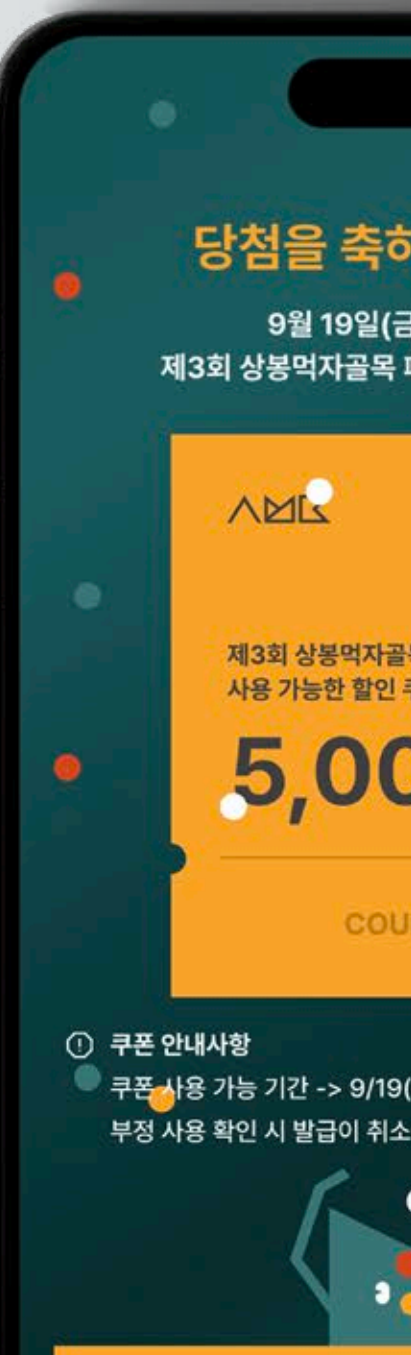 당첨을 축하
9월 19일(금
제3회 상봉먹자골목
제3회 상봉먹자골
사용 가능한 할인 쿠
5,00
COU
쿠폰 안내사항
쿠폰 사용 가능 기간 -> 9/19(
부정 사용 확인 시 발급이 취소